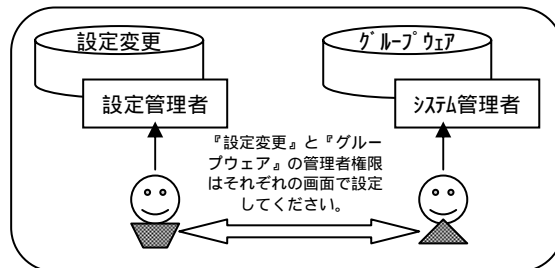 設定変更
グループウェア
設定管理者
システム管理者
『設定変更』と『グルー
プウェア』の管理者権限
はそれぞれの画面で設定
してください。